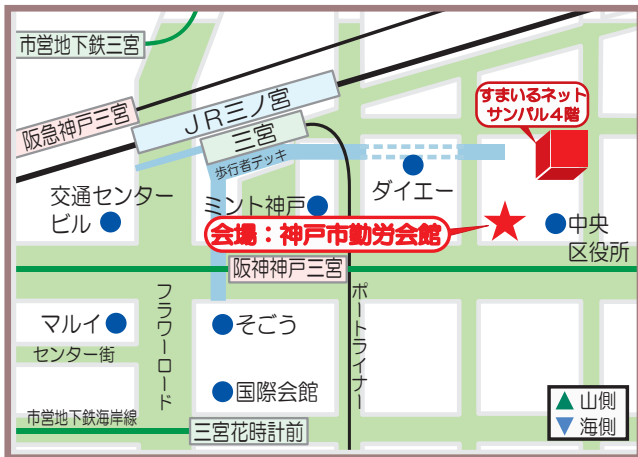 市営地下鉄三宮
阪急神戸三宮
JR三ノ宮
三宮
歩行者デッキ
すまいるネット
サンパル4階
交通センター
ビル
ミント神戸
ダイエー
会場：神戸市勤労会館
中央
区役所
阪神神戸三宮
マルイ
センター街
フラワーロード
そごう
国際会館
ポートライナー
市営地下鉄海岸線
三宮花時計前
山側
海側